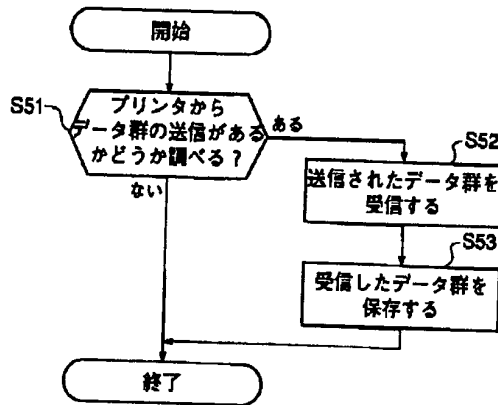 開始
S51
プリンタから
データ群の送信がある
かどうか調べる？
ある
ない
S52
送信されたデータ群を
受信する
S53
受信したデータ群を
保存する
終了